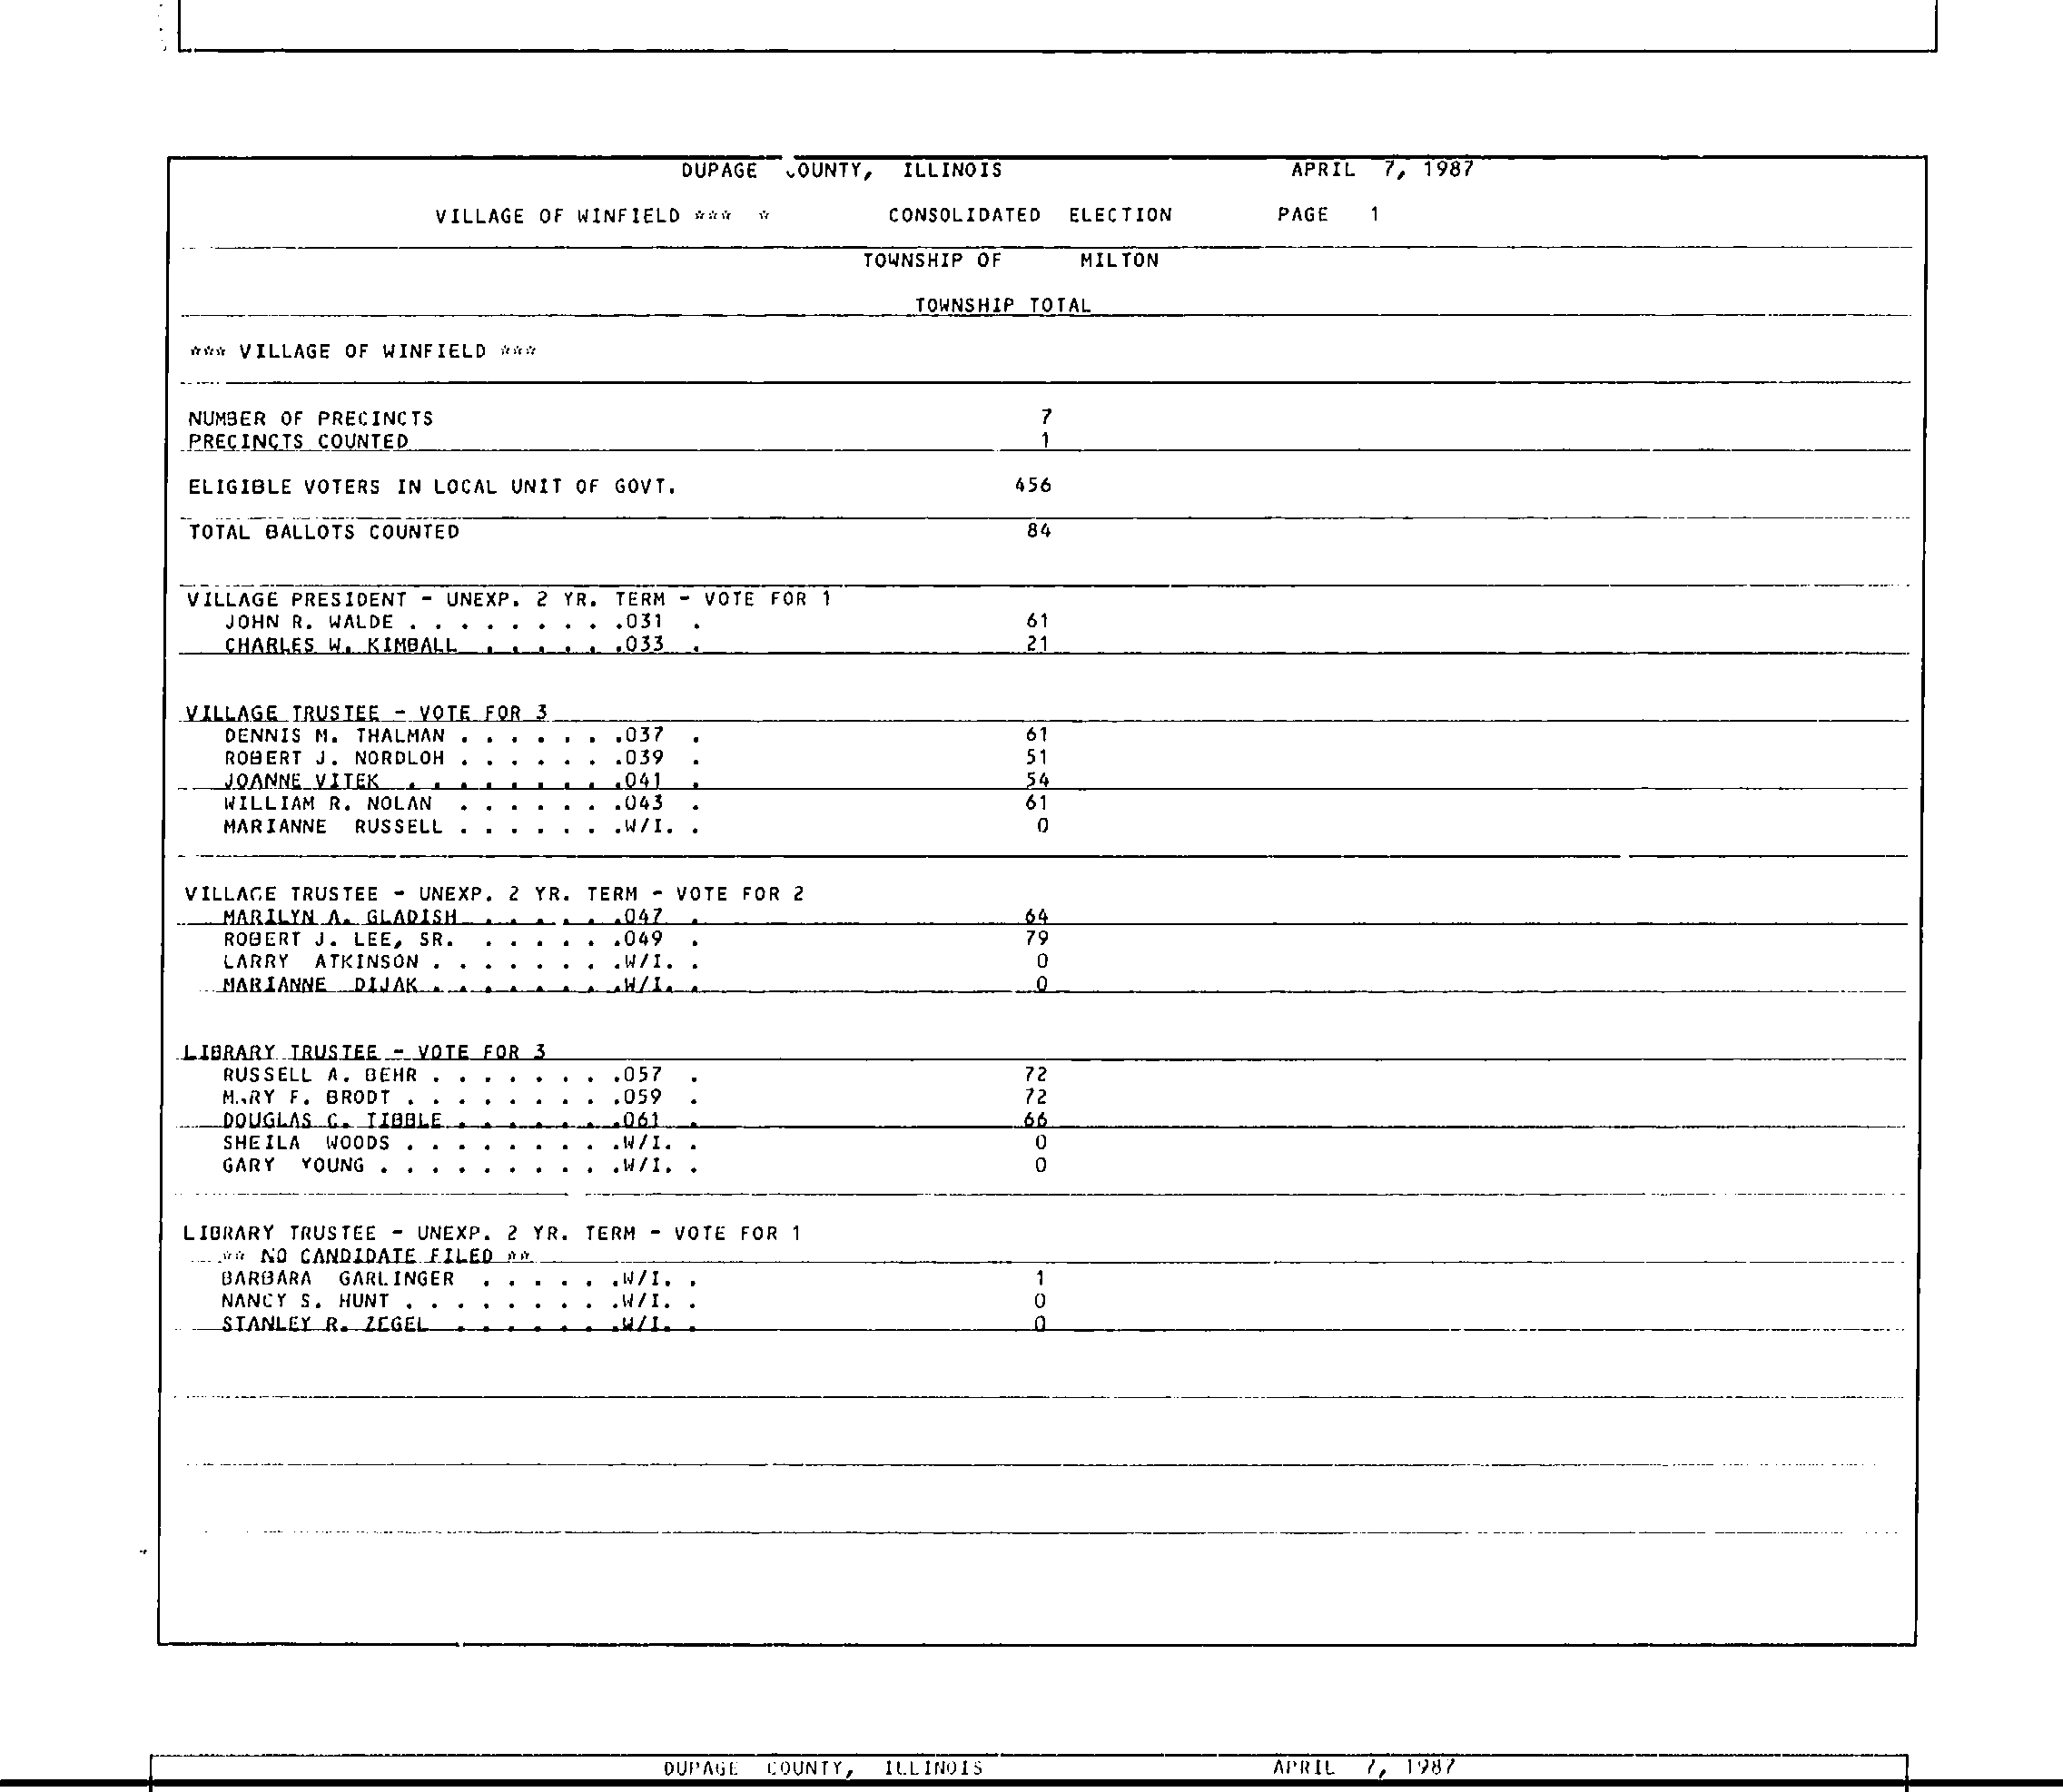 DUPAGE COUNTY, ILLINOIS APRIL 7, 1987
VILLAGE OF WINFIELD *** * CONSOLIDATED ELECTION PAGE 1
TOWNSHIP OF MILTON
TOWNSHIP TOTAL
*** VILLAGE OF WINFIELD ***
NUMBER OF PRECINCTS 7
PRECINCTS COUNTED 1
ELIGIBLE VOTERS IN LOCAL UNIT OF GOVT. 456
TOTAL BALLOTS COUNTED 84
VILLAGE PRESIDENT - UNEXP. 2 YR. TERM - VOTE FOR 1
JOHN R. WALDE . . . . . . . . .031 . 61
CHARLES W. KIMBALL . . . . . .033 . 21
VILLAGE TRUSTEE - VOTE FOR 3
DENNIS M. THALMAN . . . . . . .037 . 61
ROBERT J. NORDLOH . . . . . . .039 . 51
JOANNE VITEK . . . . . . . . .041 . 54
WILLIAM R. NOLAN . . . . . . .043 . 61
MARIANNE RUSSELL . . . . . . .W/I. . 0
VILLAGE TRUSTEE - UNEXP. 2 YR. TERM - VOTE FOR 2
MARILYN A. GLADISH . . . . . .047 . 64
ROBERT J. LEE, SR. . . . . . .049 . 79
LARRY ATKINSON . . . . . . . .W/I. . 0
MARIANNE DIJAK . . . . . . . .W/I. . 0
LIBRARY TRUSTEE - VOTE FOR 3
RUSSELL A. BEHR . . . . . . . .057 . 72
MARY F. BRODT . . . . . . . . .059 . 72
DOUGLAS C. TIBBLE . . . . . . .061 . 66
SHEILA WOODS . . . . . . . . .W/I. . 0
GARY YOUNG . . . . . . . . . .W/I. . 0
LIBRARY TRUSTEE - UNEXP. 2 YR. TERM - VOTE FOR 1
** NO CANDIDATE FILED **
BARBARA GARLINGER . . . . . .W/I. . 1
NANCY S. HUNT . . . . . . . . .W/I. . 0
STANLEY R. ZEGEL . . . . . . .W/I. . 0
DUPAGE COUNTY, ILLINOIS APRIL 7, 1987